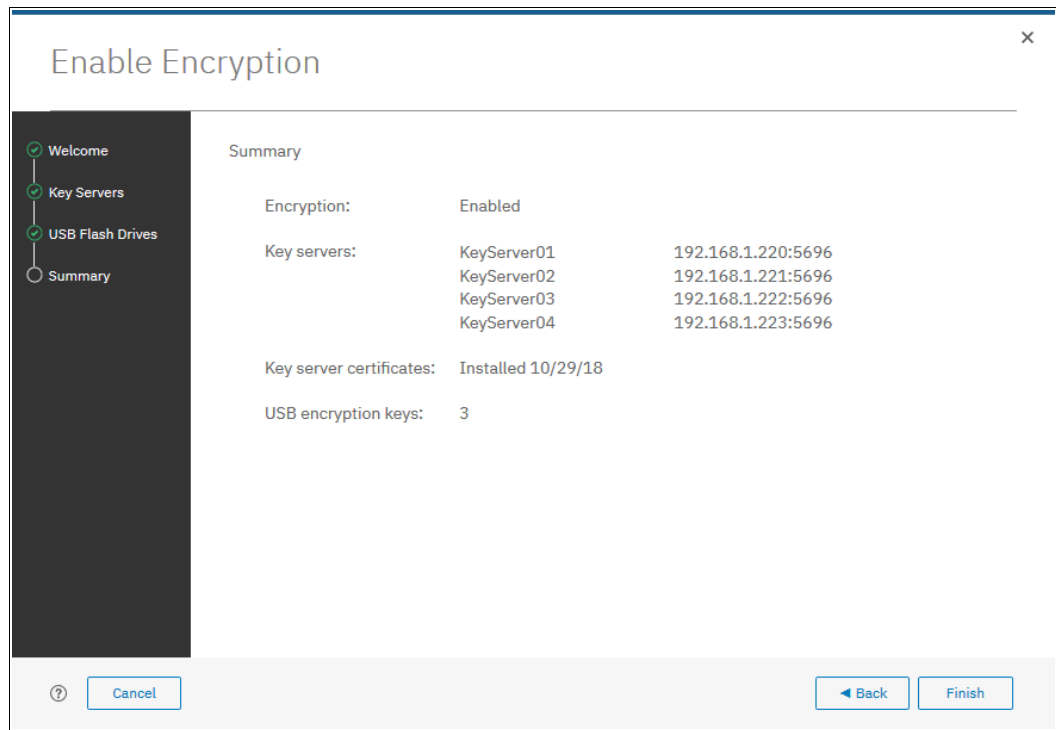 Enable Encryption
×
Welcome
Key Servers
USB Flash Drives
Summary
Summary
Encryption: Enabled
Key servers: KeyServer01 192.168.1.220:5696
KeyServer02 192.168.1.221:5696
KeyServer03 192.168.1.222:5696
KeyServer04 192.168.1.223:5696
Key server certificates: Installed 10/29/18
USB encryption keys: 3
? Cancel ◄ Back Finish